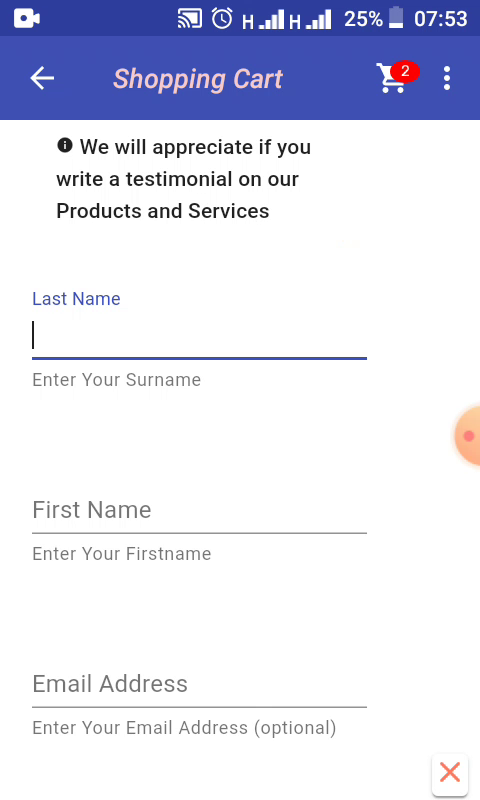 H H 25% 07:53
Shopping Cart 2
We will appreciate if you
write a testimonial on our
Products and Services
Last Name
Enter Your Surname
First Name
Enter Your Firstname
Email Address
Enter Your Email Address (optional)